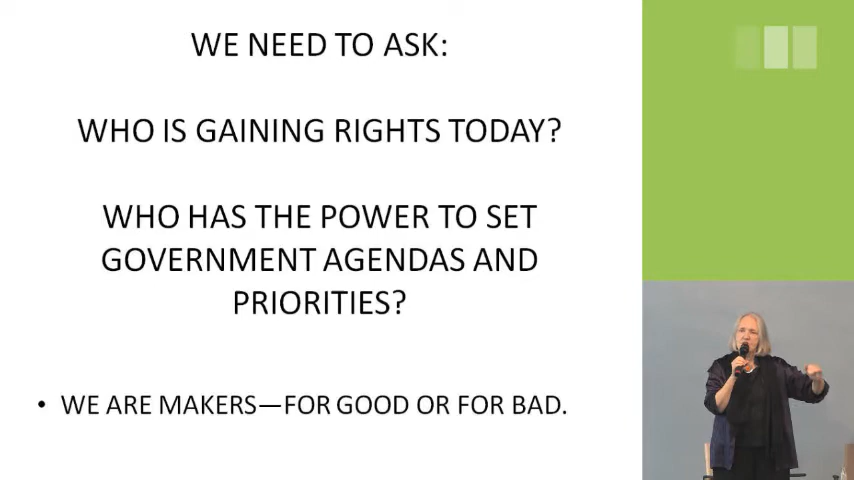 WE NEED TO ASK:
WHO IS GAINING RIGHTS TODAY?
WHO HAS THE POWER TO SET
GOVERNMENT AGENDAS AND
PRIORITIES?
• WE ARE MAKERS—FOR GOOD OR FOR BAD.